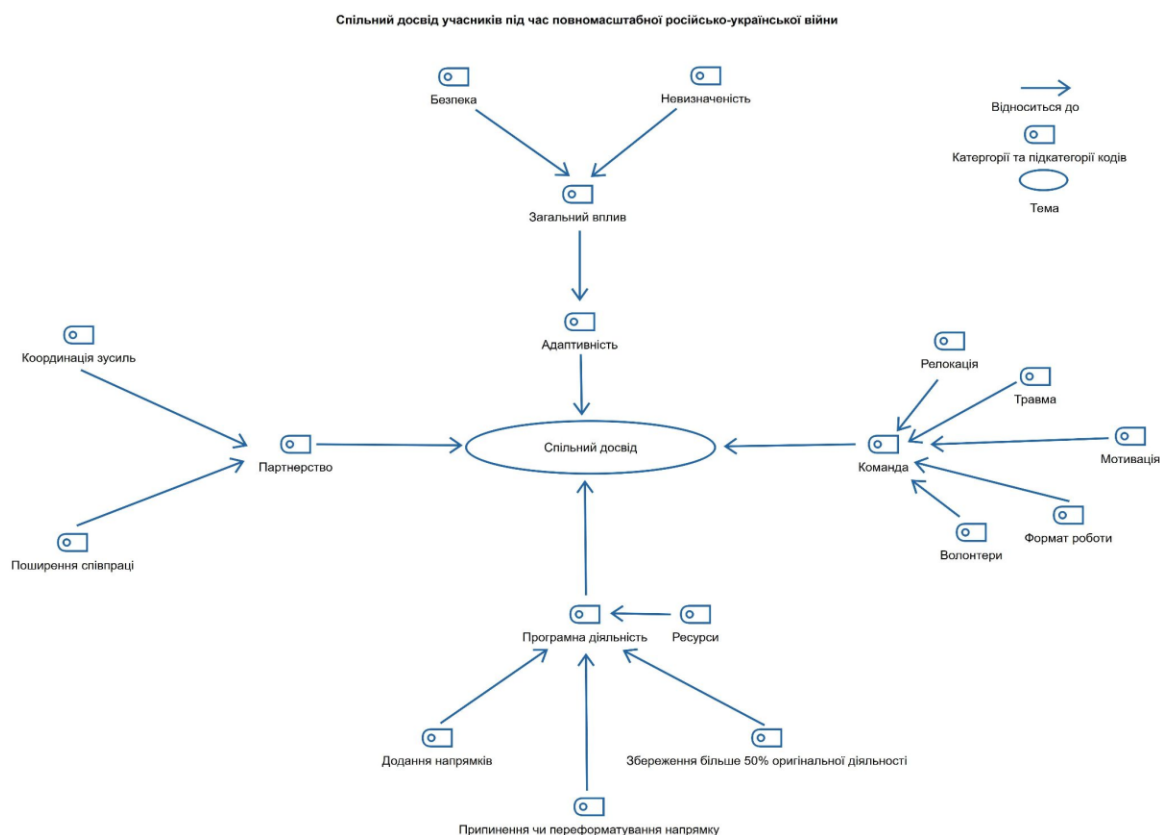 Спільний досвід учасників під час повномасштабної російсько-української війни
Безпека
Невизначеність
Відноситься до
Катергорії та підкатегорії кодів
Тема
Загальний вплив
Координація зусиль
Адаптивність
Релокація
Травма
Партнерство
Спільний досвід
Команда
Мотивація
Поширення співпраці
Волонтери
Формат роботи
Програмна діяльність
Ресурси
Додання напрямків
Збереження більше 50% оригінальної діяльності
Припинення чи переформатування напрямку